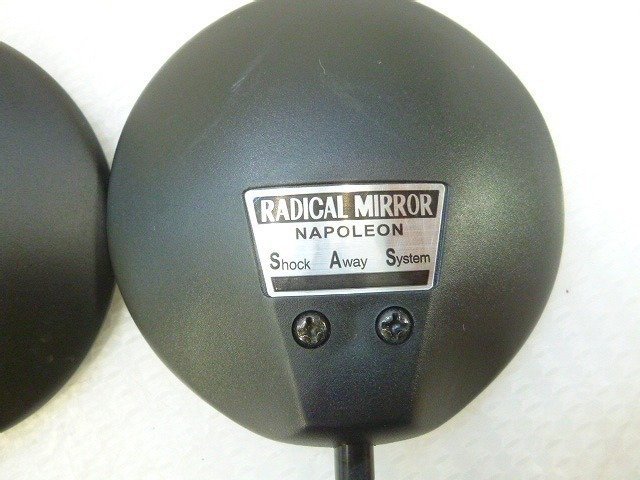 RADICAL MIRROR
NAPOLEON
Shock Away System